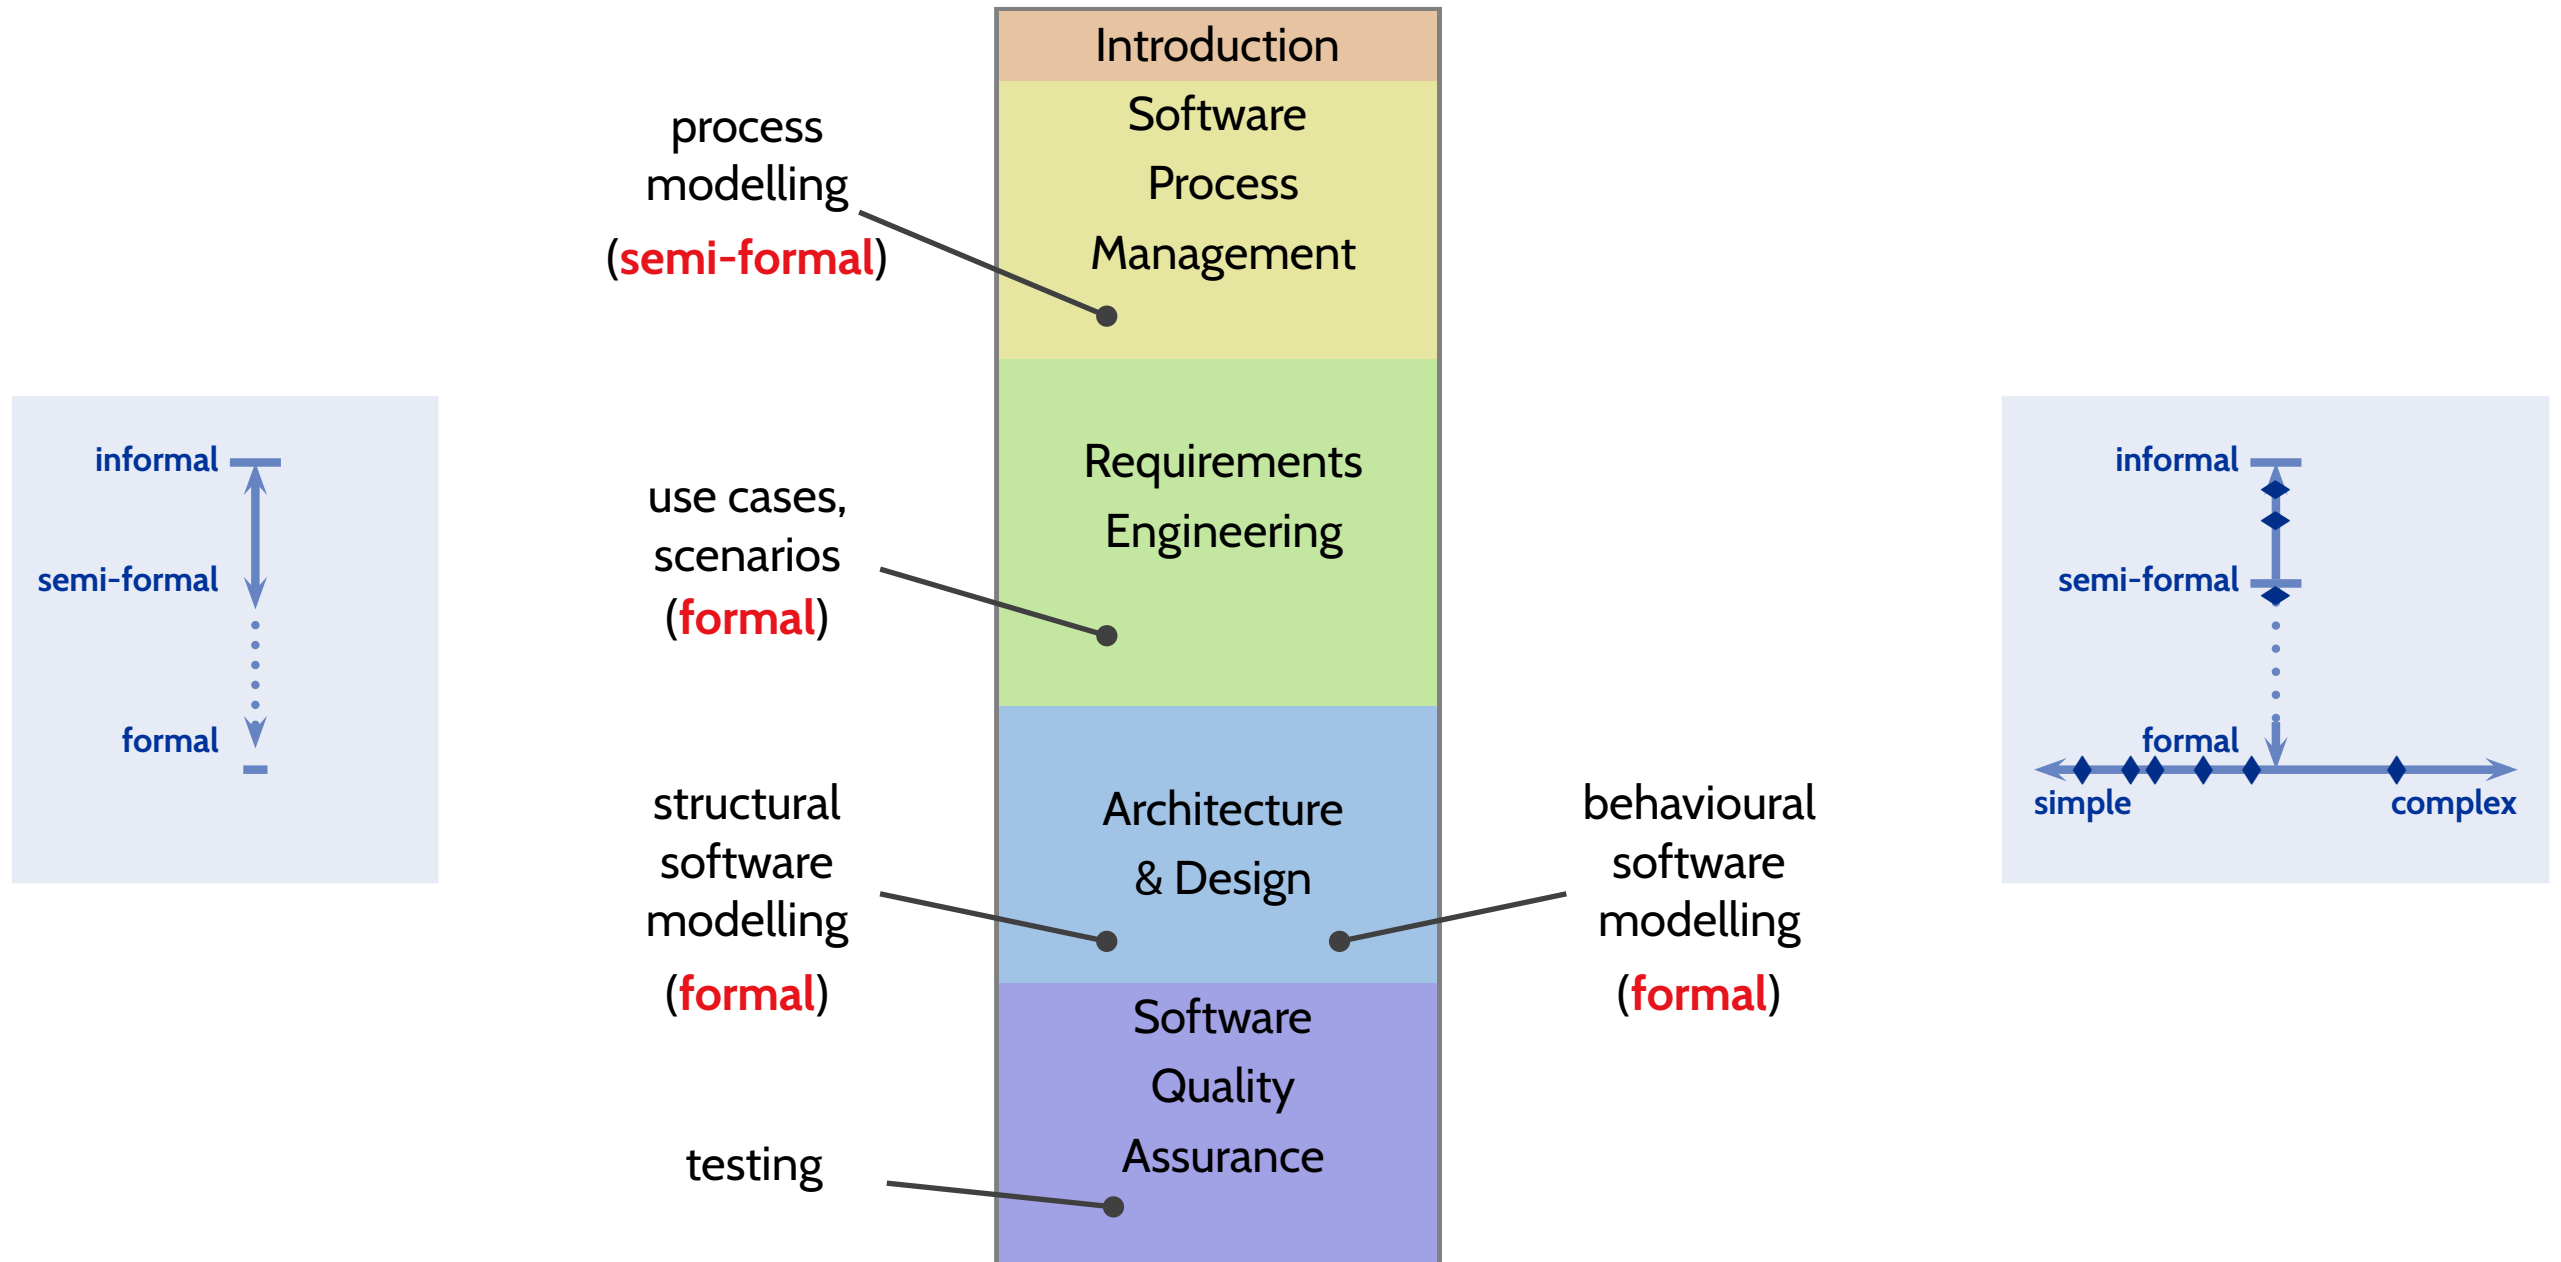 Introduction
Software
Process
Management
process
modelling
(semi-formal)
Requirements
Engineering
use cases,
scenarios
(formal)
informal
semi-formal
formal
informal
semi-formal
formal
simple
complex
Architecture
& Design
structural
software
modelling
(formal)
behavioural
software
modelling
(formal)
Software
Quality
Assurance
testing